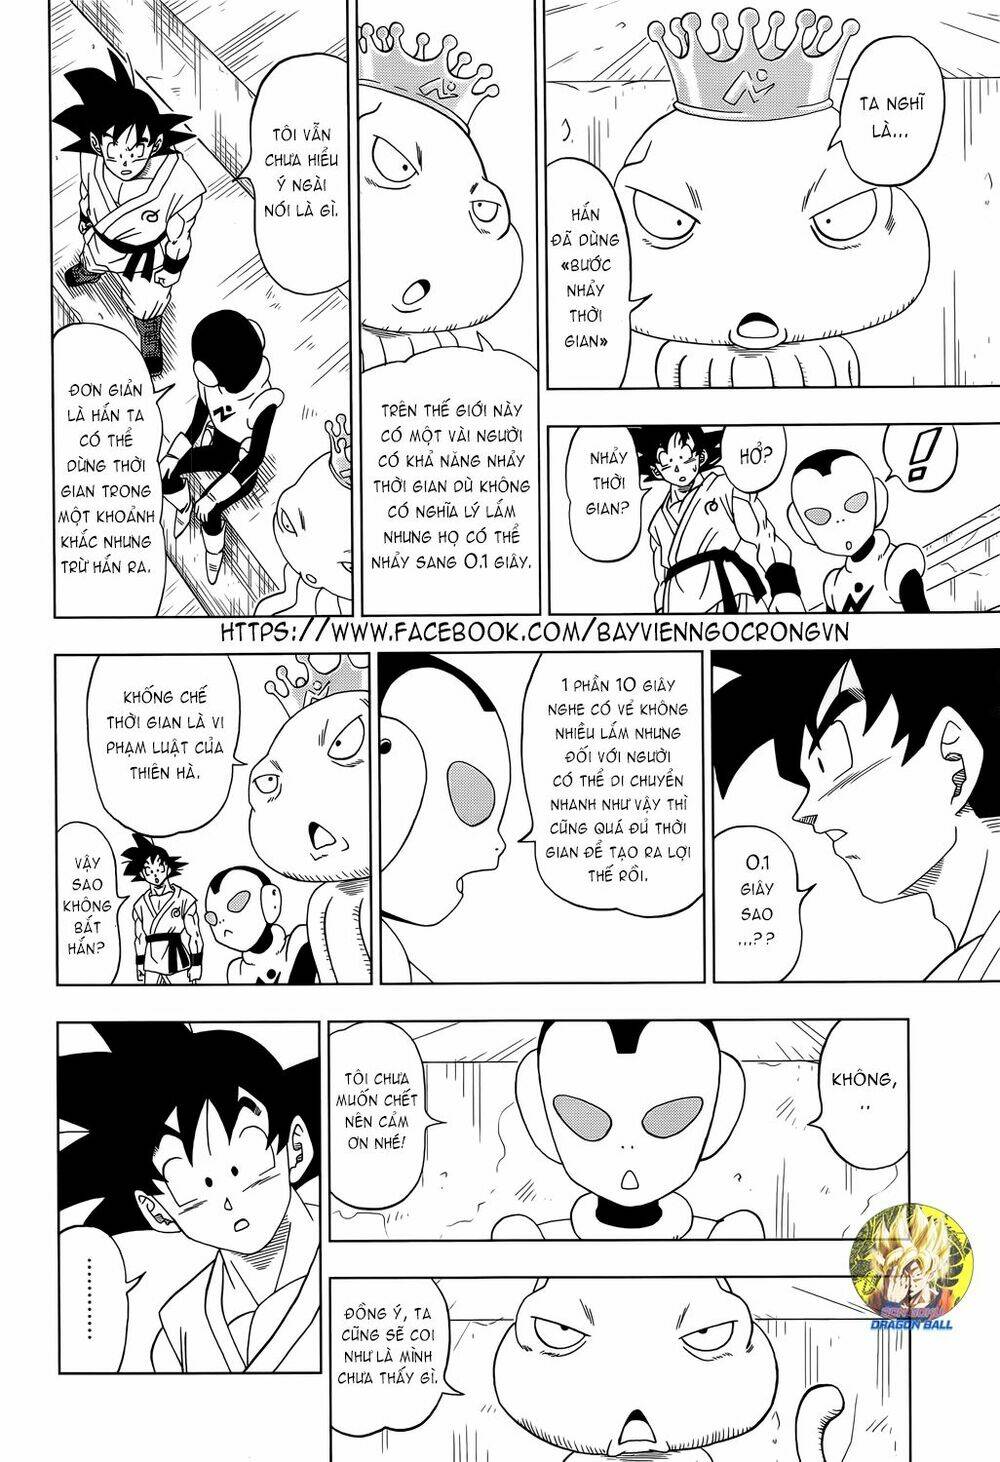 TA NGHĨ
LÀ...
HẮN
ĐÃ DÙNG
«BƯỚC
NHẢY
THỜI
GIAN»
!
HỞ?
NHẢY
THỜI
GIAN?
TRÊN THẾ GIỚI NÀY
CÓ MỘT VÀI NGƯỜI
CÓ KHẢ NĂNG NHẢY
THỜI GIAN DÙ KHÔNG
CÓ NGHĨA LÝ LẮM
NHƯNG HỌ CÓ THỂ
NHẢY SANG 0.1 GIÂY.
TÔI VẪN
CHƯA HIỂU
Ý NGÀI
NÓI LÀ GÌ.
ĐƠN GIẢN
LÀ HẮN TA
CÓ THỂ
DỪNG THỜI
GIAN TRONG
MỘT KHOẢNH
KHẮC NHƯNG
TRỪ HẮN RA.
HTTPS://WWW.FACEBOOK.COM/BAYVIENNGOCRONGVN
0.1
GIÂY
SAO
...??
1 PHẦN 10 GIÂY
NGHE CÓ VẺ KHÔNG
NHIỀU LẮM NHƯNG
ĐỐI VỚI NGƯỜI
CÓ THỂ DI CHUYỂN
NHANH NHƯ VẬY THÌ
CŨNG QUÁ ĐỦ THỜI
GIAN ĐỂ TẠO RA LỢI
THẾ RỒI.
KHỐNG CHẾ
THỜI GIAN LÀ VI
PHẠM LUẬT CỦA
THIÊN HÀ.
VẬY
SAO
KHÔNG
BẮT
HẮN?
KHÔNG,
..
TÔI CHƯA
MUỐN CHẾT
NÊN CẢM
ƠN NHÉ!
ĐỒNG Ý, TA
CŨNG SẼ COI
NHƯ LÀ MÌNH
CHƯA THẤY GÌ.
.........
SON GOKU
DRAGON BALL